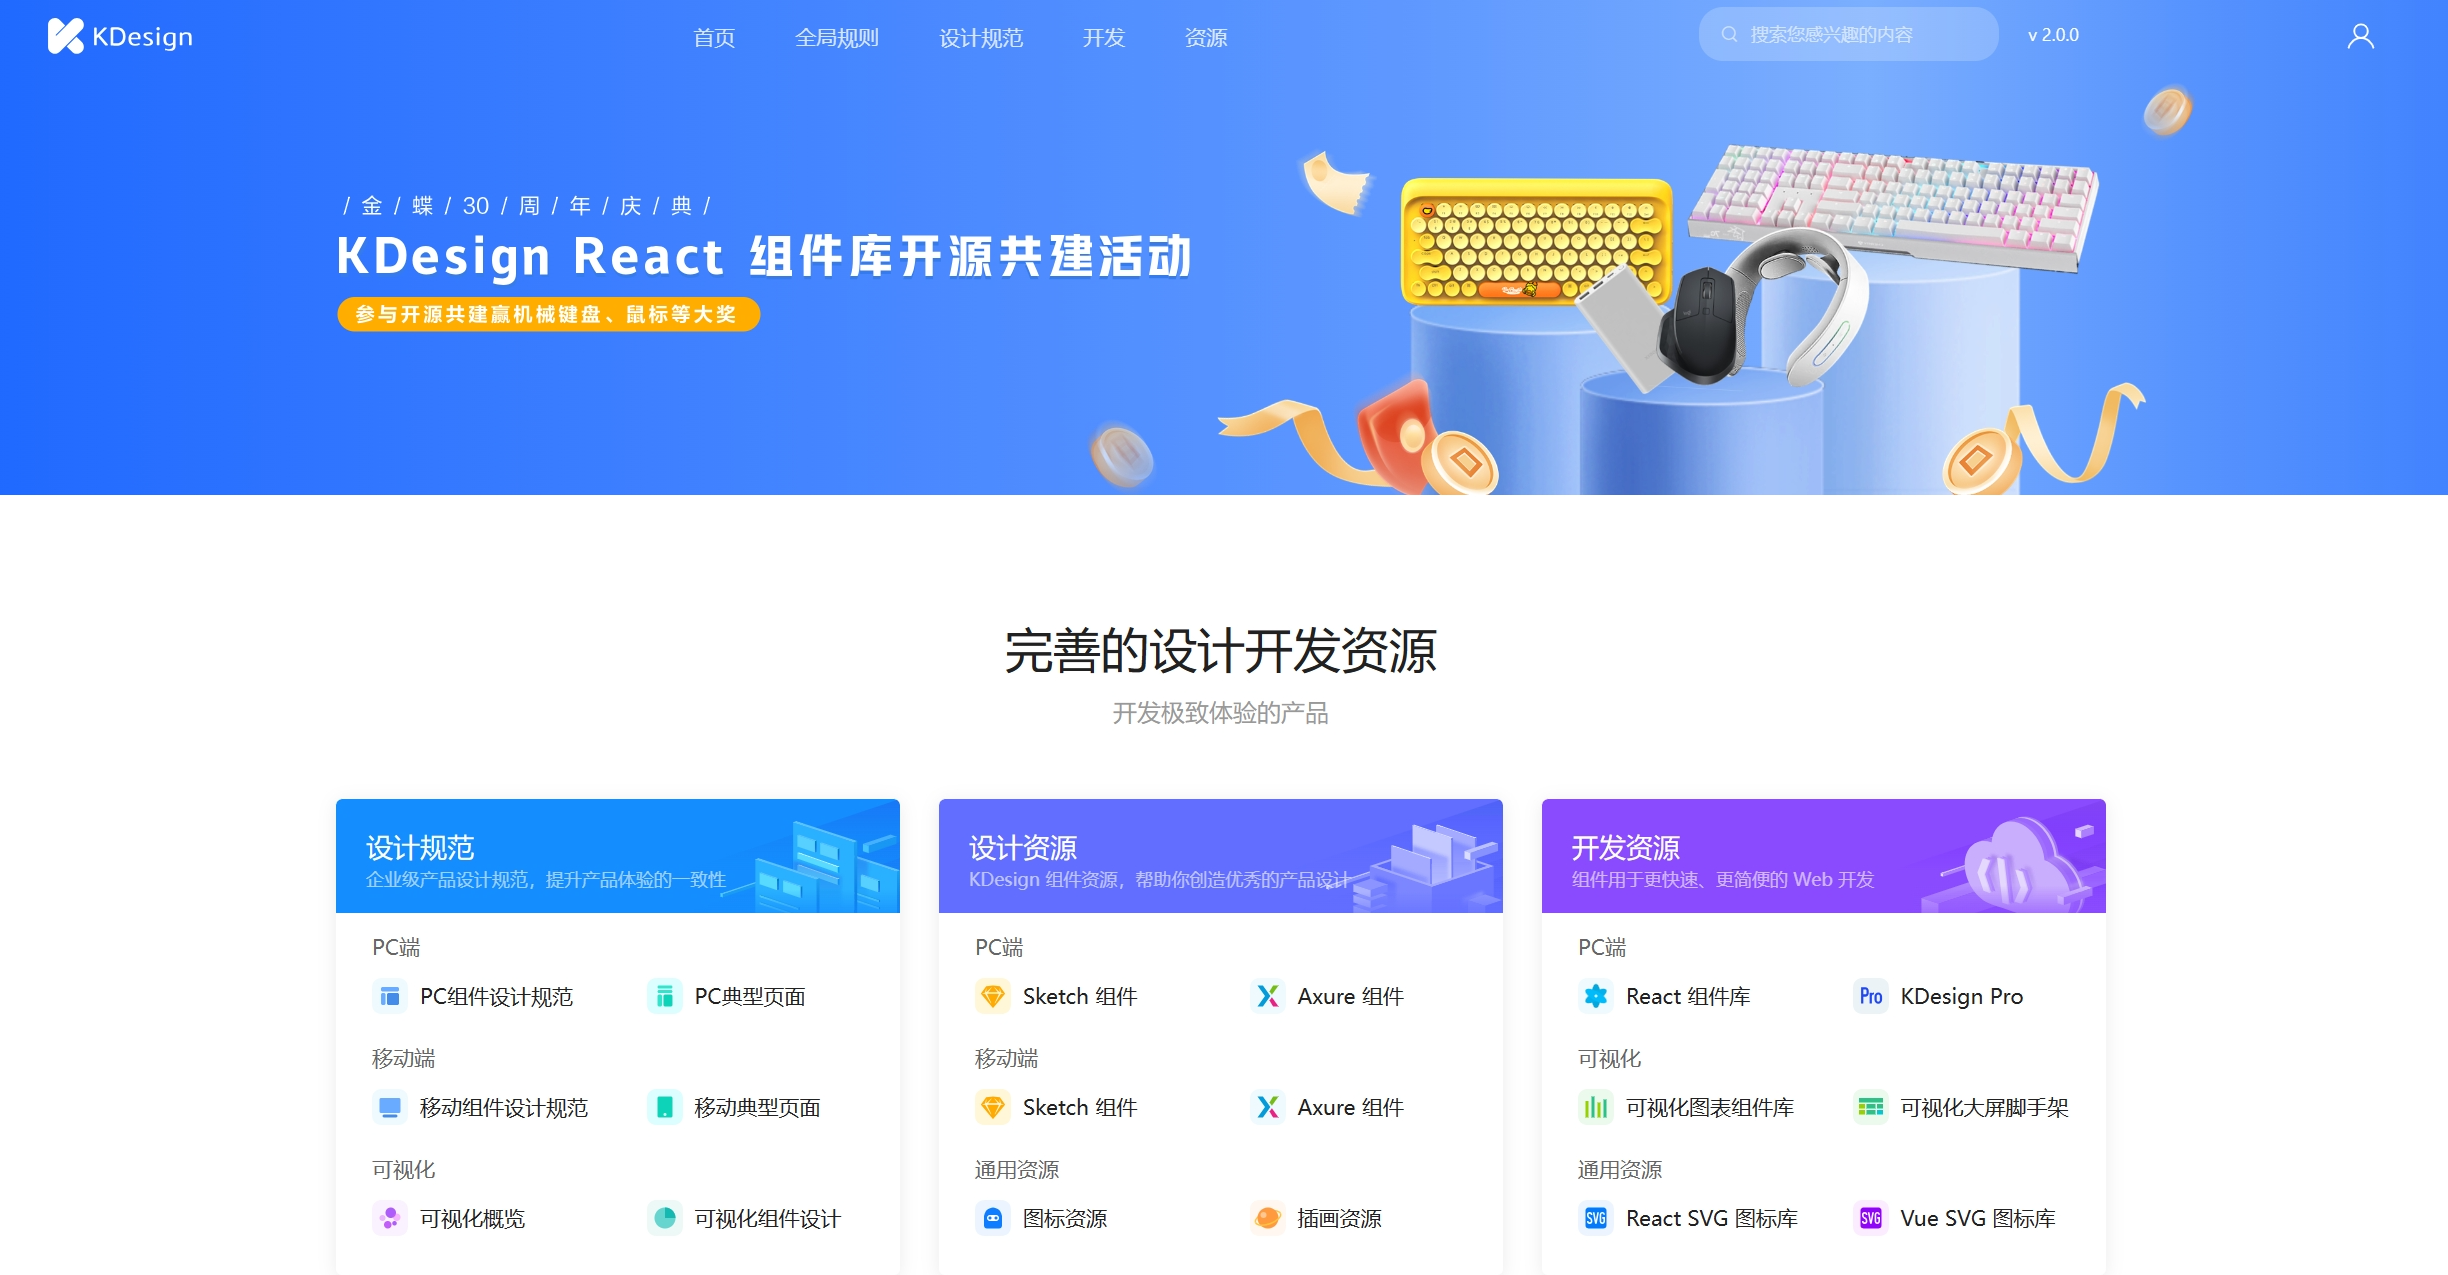 KDesign
首页 全局规则 设计规范 开发 资源
搜索您感兴趣的内容
v 2.0.0
/ 金 / 蝶 / 30 / 周 / 年 / 庆 / 典 /
KDesign React 组件库开源共建活动
参与开源共建赢机械键盘、鼠标等大奖
完善的设计开发资源
开发极致体验的产品
设计规范
企业级产品设计规范，提升产品体验的一致性
PC端
PC组件设计规范
PC典型页面
移动端
移动组件设计规范
移动典型页面
可视化
可视化概览
可视化组件设计
设计资源
KDesign 组件资源，帮助你创造优秀的产品设计
PC端
Sketch 组件
Axure 组件
移动端
Sketch 组件
Axure 组件
通用资源
图标资源
插画资源
开发资源
组件用于更快速、更简便的 Web 开发
PC端
React 组件库
Pro KDesign Pro
可视化
可视化图表组件库
可视化大屏脚手架
通用资源
SVG React SVG 图标库
SVG Vue SVG 图标库